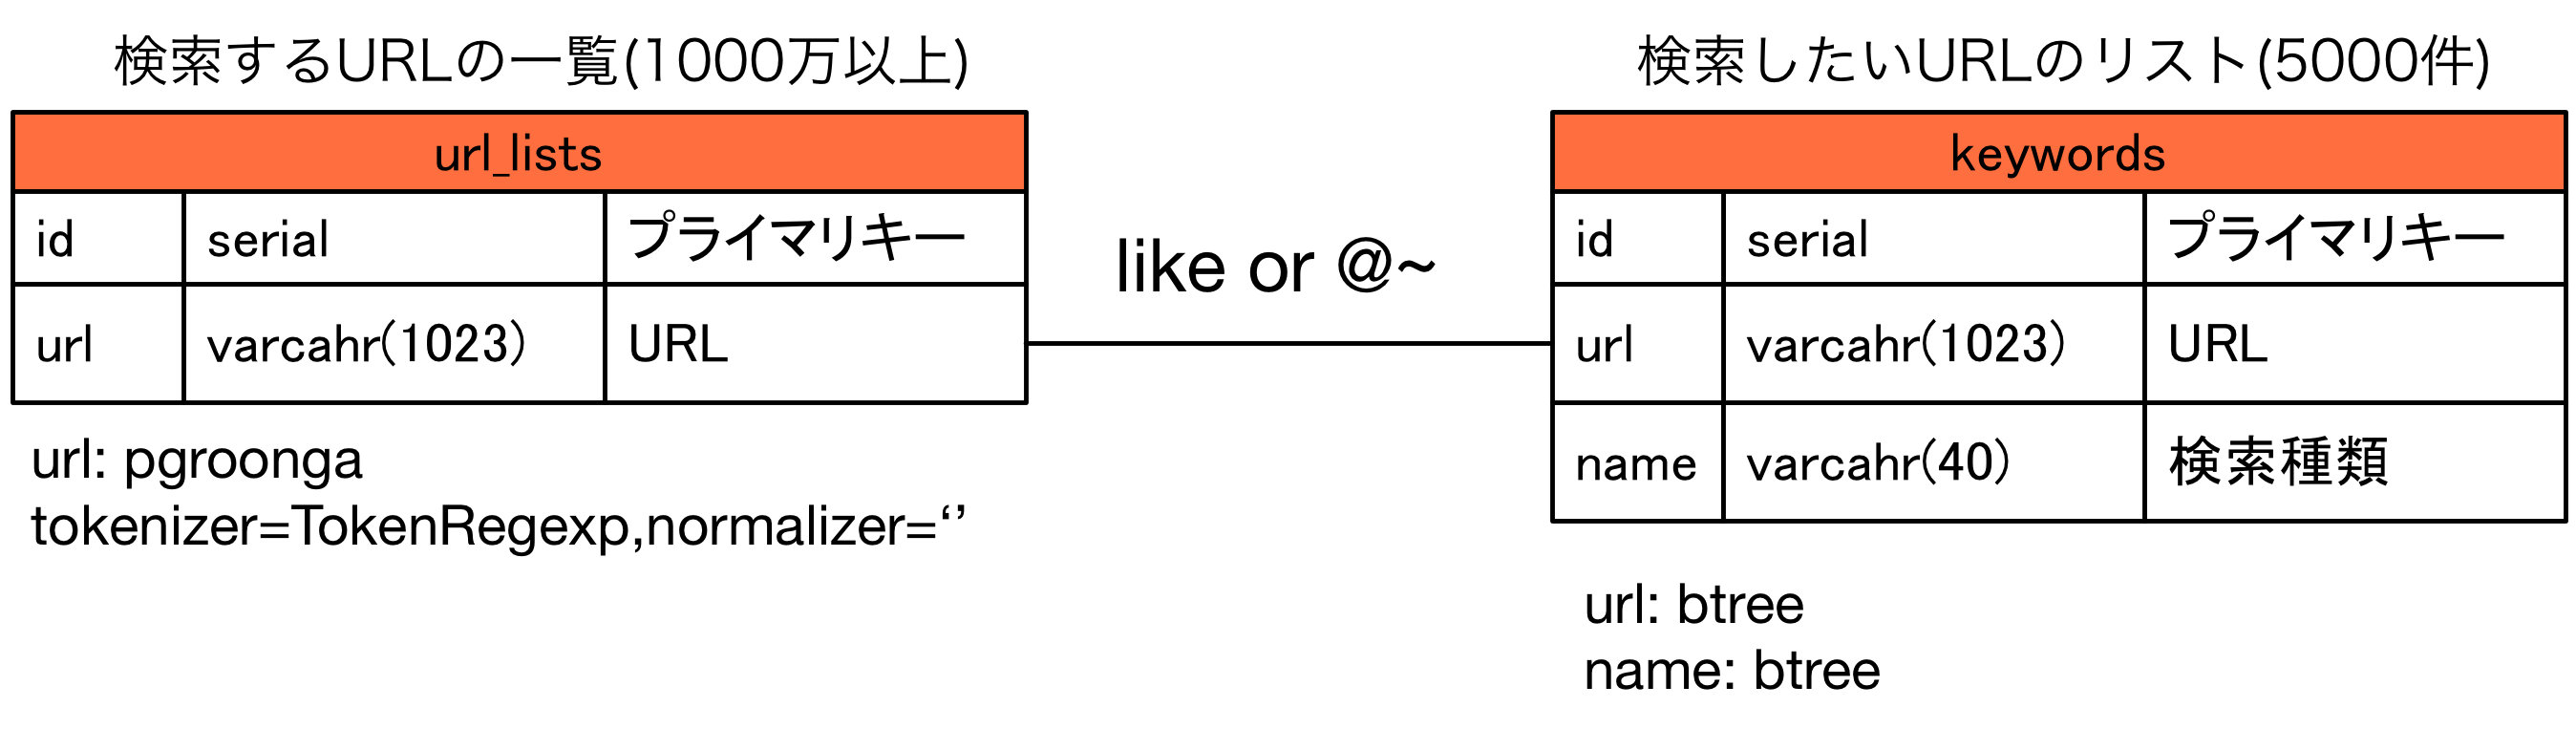 検索するURLの一覧(1000万以上)
url_lists
id serial プライマリキー
url varcahr(1023) URL
url: pgroonga
tokenizer=TokenRegexp,normalizer=‘’
like or @~
検索したいURLのリスト(5000件)
keywords
id serial プライマリキー
url varcahr(1023) URL
name varcahr(40) 検索種類
url: btree
name: btree